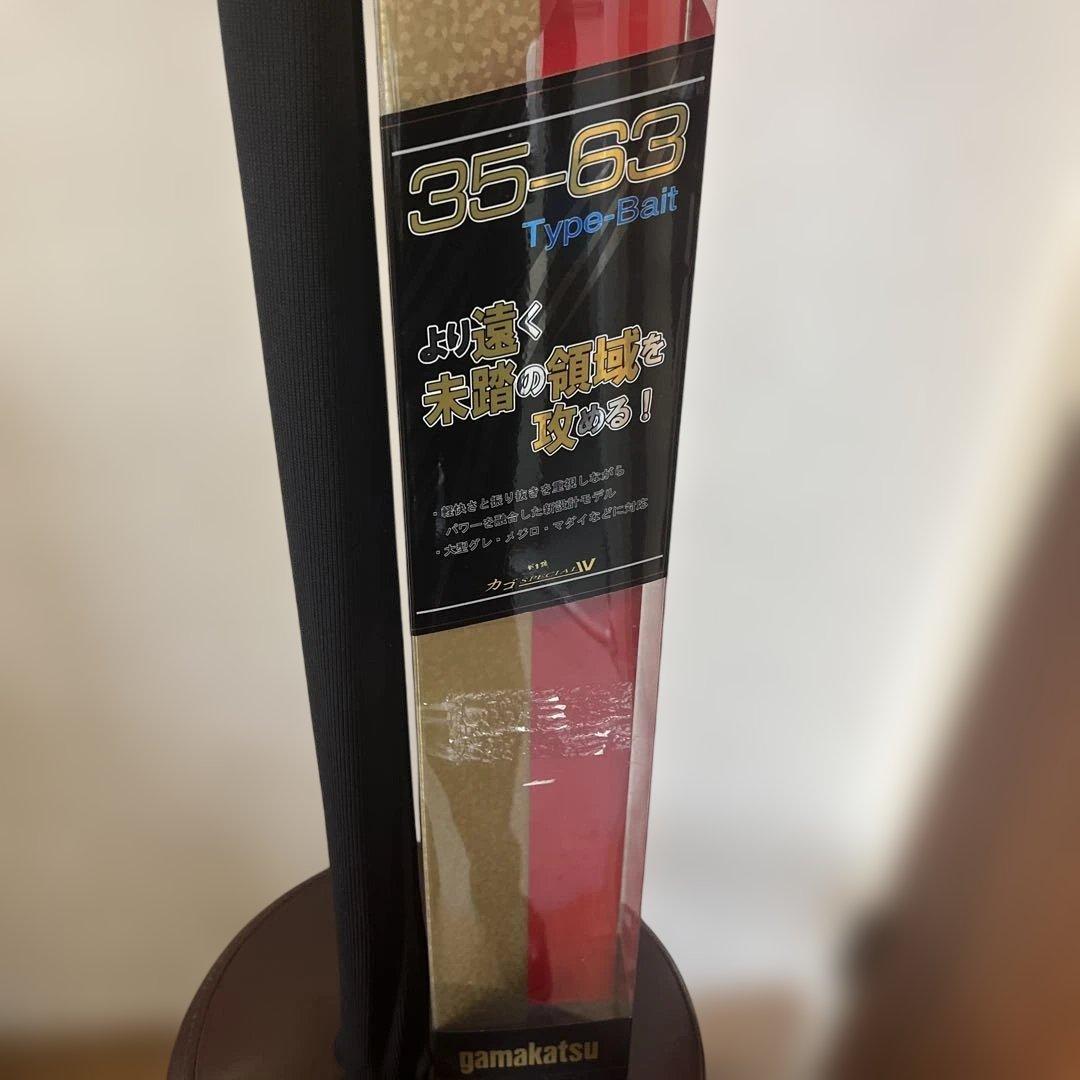 35-63
Type-Bait
より遠く
未踏の領域を
攻める！
・軽快さと振り抜きを重視しながら
パワーを融合した新設計モデル
・大型グレ・メジロ・マダイなどに対応
カゴSPECIAL IV
gamakatsu